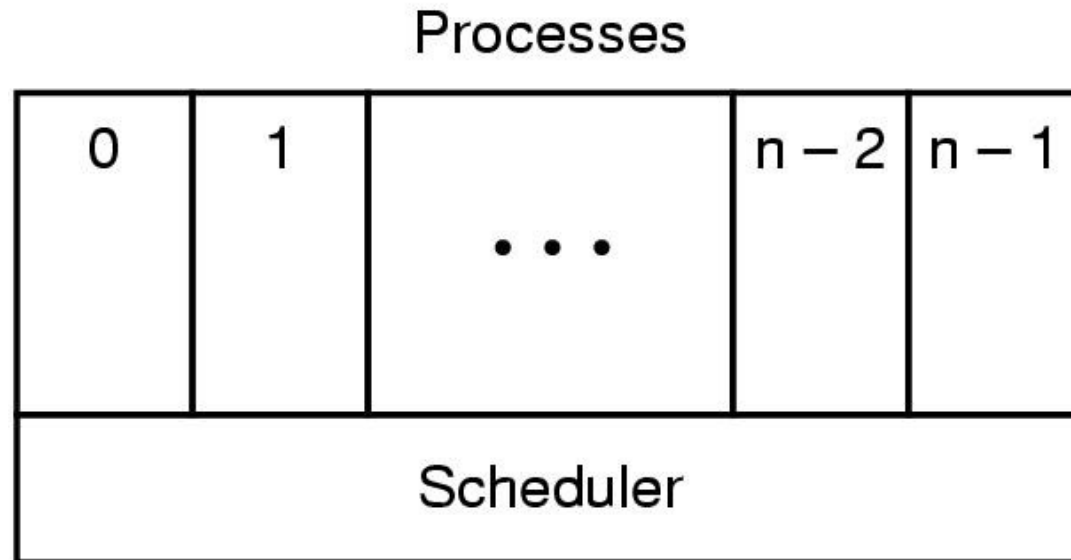 Processes
0 1 • • • n – 2 n – 1
Scheduler